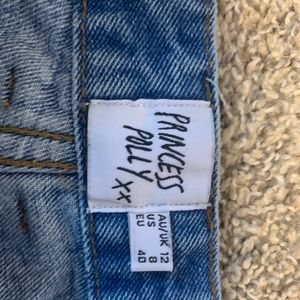 PRINCESS
POLLY
xx
AU/UK 12
US 8
EU 40